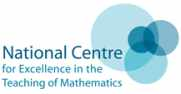 National Centre
for Excellence in the
Teaching of Mathematics